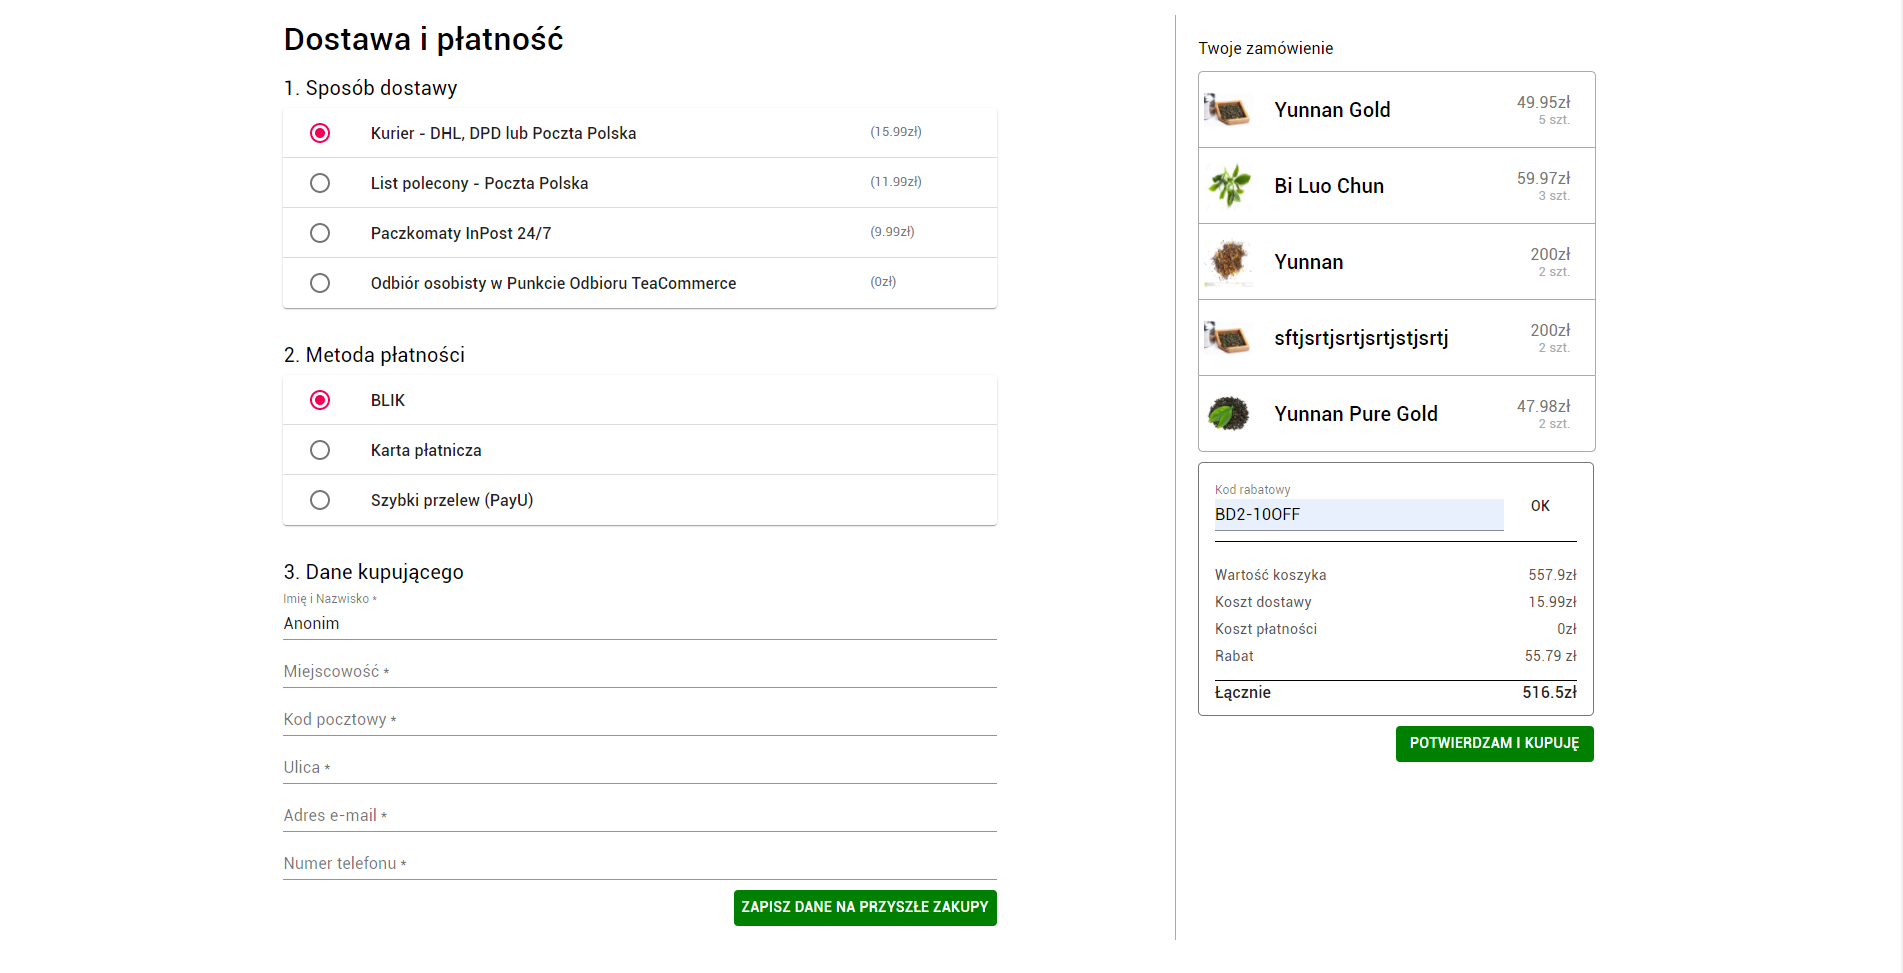 Dostawa i płatność
1. Sposób dostawy
Kurier - DHL, DPD lub Poczta Polska (15.99zł)
List polecony - Poczta Polska (11.99zł)
Paczkomaty InPost 24/7 (9.99zł)
Odbiór osobisty w Punkcie Odbioru TeaCommerce (0zł)
2. Metoda płatności
BLIK
Karta płatnicza
Szybki przelew (PayU)
3. Dane kupującego
Imię i Nazwisko *
Anonim
Miejscowość *
Kod pocztowy *
Ulica *
Adres e-mail *
Numer telefonu *
ZAPISZ DANE NA PRZYSZŁE ZAKUPY
Twoje zamówienie
Yunnan Gold 49.95zł
5 szt.
Bi Luo Chun 59.97zł
3 szt.
Yunnan 200zł
2 szt.
sftjsrtjsrtjsrtjstjsrtj 200zł
2 szt.
Yunnan Pure Gold 47.98zł
2 szt.
Kod rabatowy
BD2-10OFF OK
Wartość koszyka 557.9zł
Koszt dostawy 15.99zł
Koszt płatności 0zł
Rabat 55.79 zł
Łącznie 516.5zł
POTWIERDZAM I KUPUJĘ